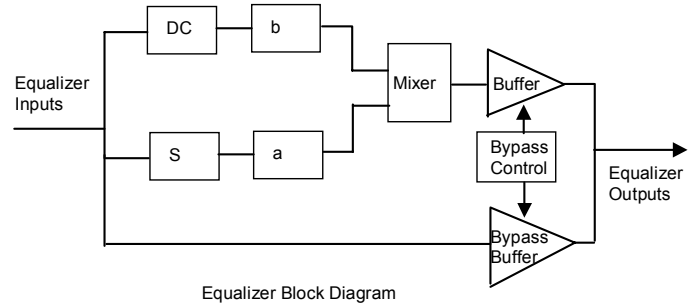 DC
b
Equalizer
Inputs
Mixer
Buffer
S
a
Bypass
Control
Equalizer
Outputs
Bypass
Buffer
Equalizer Block Diagram